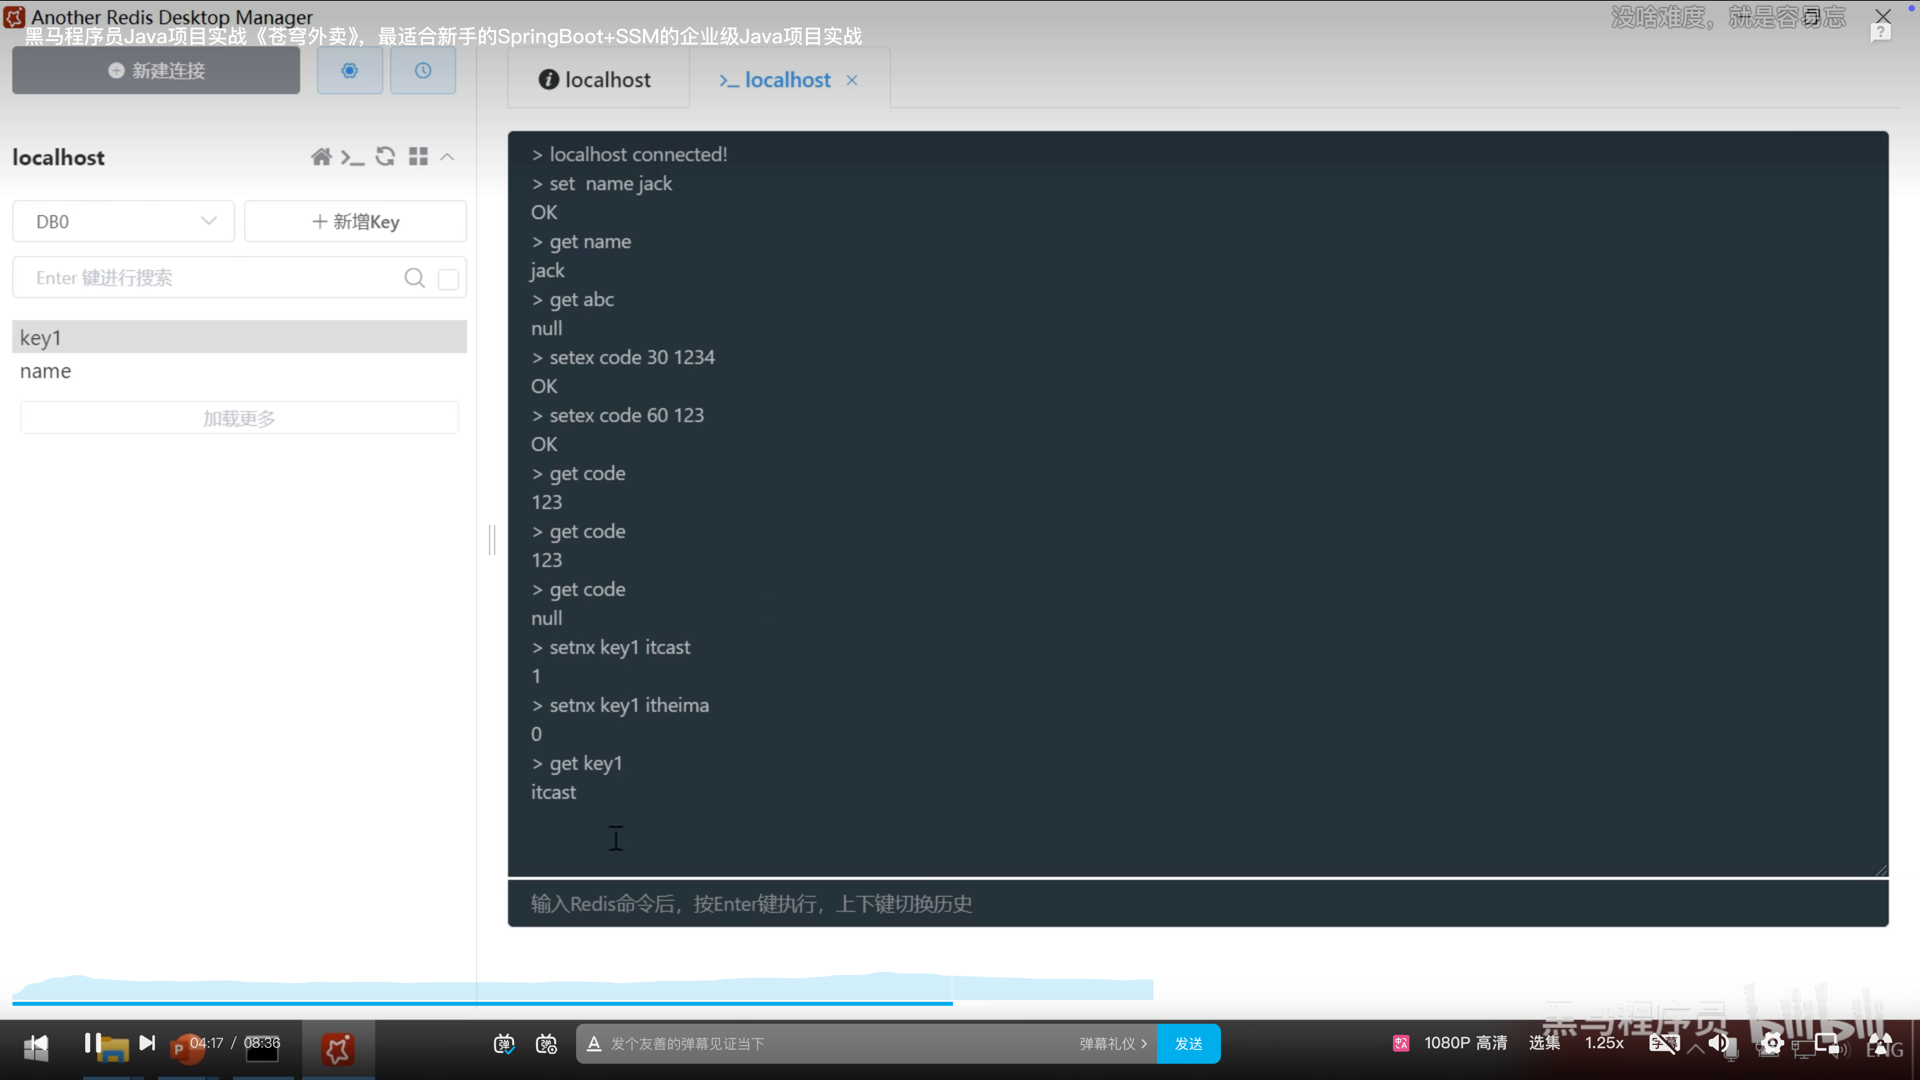 Another Redis Desktop Manager
没啥难度，就是容易忘
黑马程序员Java项目实战《苍穹外卖》，最适合新手的SpringBoot+SSM的企业级Java项目实战
新建连接
localhost
>_ localhost
localhost
DB0
+ 新增Key
Enter 键进行搜索
key1
name
加载更多
> localhost connected!
> set  name jack
OK
> get name
jack
> get abc
null
> setex code 30 1234
OK
> setex code 60 123
OK
> get code
123
> get code
123
> get code
null
> setnx key1 itcast
1
> setnx key1 itheima
0
> get key1
itcast
输入Redis命令后，按Enter键执行，上下键切换历史
黑马程序员 bilibili
04:17 / 08:36
发个友善的弹幕见证当下
弹幕礼仪 >
发送
1080P 高清
选集
1.25x
字幕
ENG